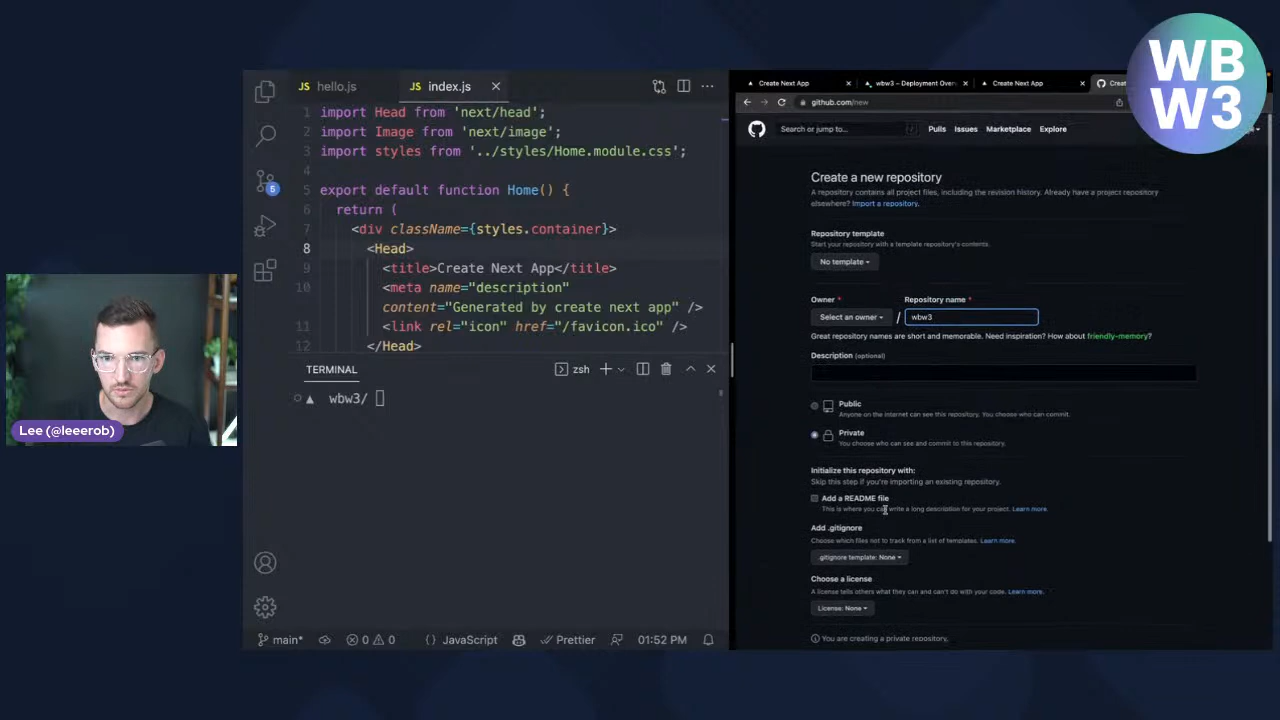 WB
W3
hello.js
index.js
1 import Head from 'next/head';
2 import Image from 'next/image';
3 import styles from '../styles/Home.module.css';
4
5 export default function Home() {
6 return (
7 <div className={styles.container}>
8 <Head>
9 <title>Create Next App</title>
10 <meta name="description"
content="Generated by create next app" />
11 <link rel="icon" href="/favicon.ico" />
12 </Head>
5
TERMINAL
zsh
wbw3/
main*
0 0
{ } JavaScript
Prettier
01:52 PM
Lee (@leeerob)
Create Next App
wbw3 – Deployment Over
Create Next App
Creat
github.com/new
Search or jump to...
/
Pulls
Issues
Marketplace
Explore
Create a new repository
A repository contains all project files, including the revision history. Already have a project repository
elsewhere? Import a repository.
Repository template
Start your repository with a template repository's contents.
No template
Owner *
Repository name *
Select an owner
/
wbw3
Great repository names are short and memorable. Need inspiration? How about friendly-memory?
Description (optional)
Public
Anyone on the internet can see this repository. You choose who can commit.
Private
You choose who can see and commit to this repository.
Initialize this repository with:
Skip this step if you're importing an existing repository.
Add a README file
This is where you can write a long description for your project. Learn more.
Add .gitignore
Choose which files not to track from a list of templates. Learn more.
.gitignore template: None
Choose a license
A license tells others what they can and can't do with your code. Learn more.
License: None
You are creating a private repository.